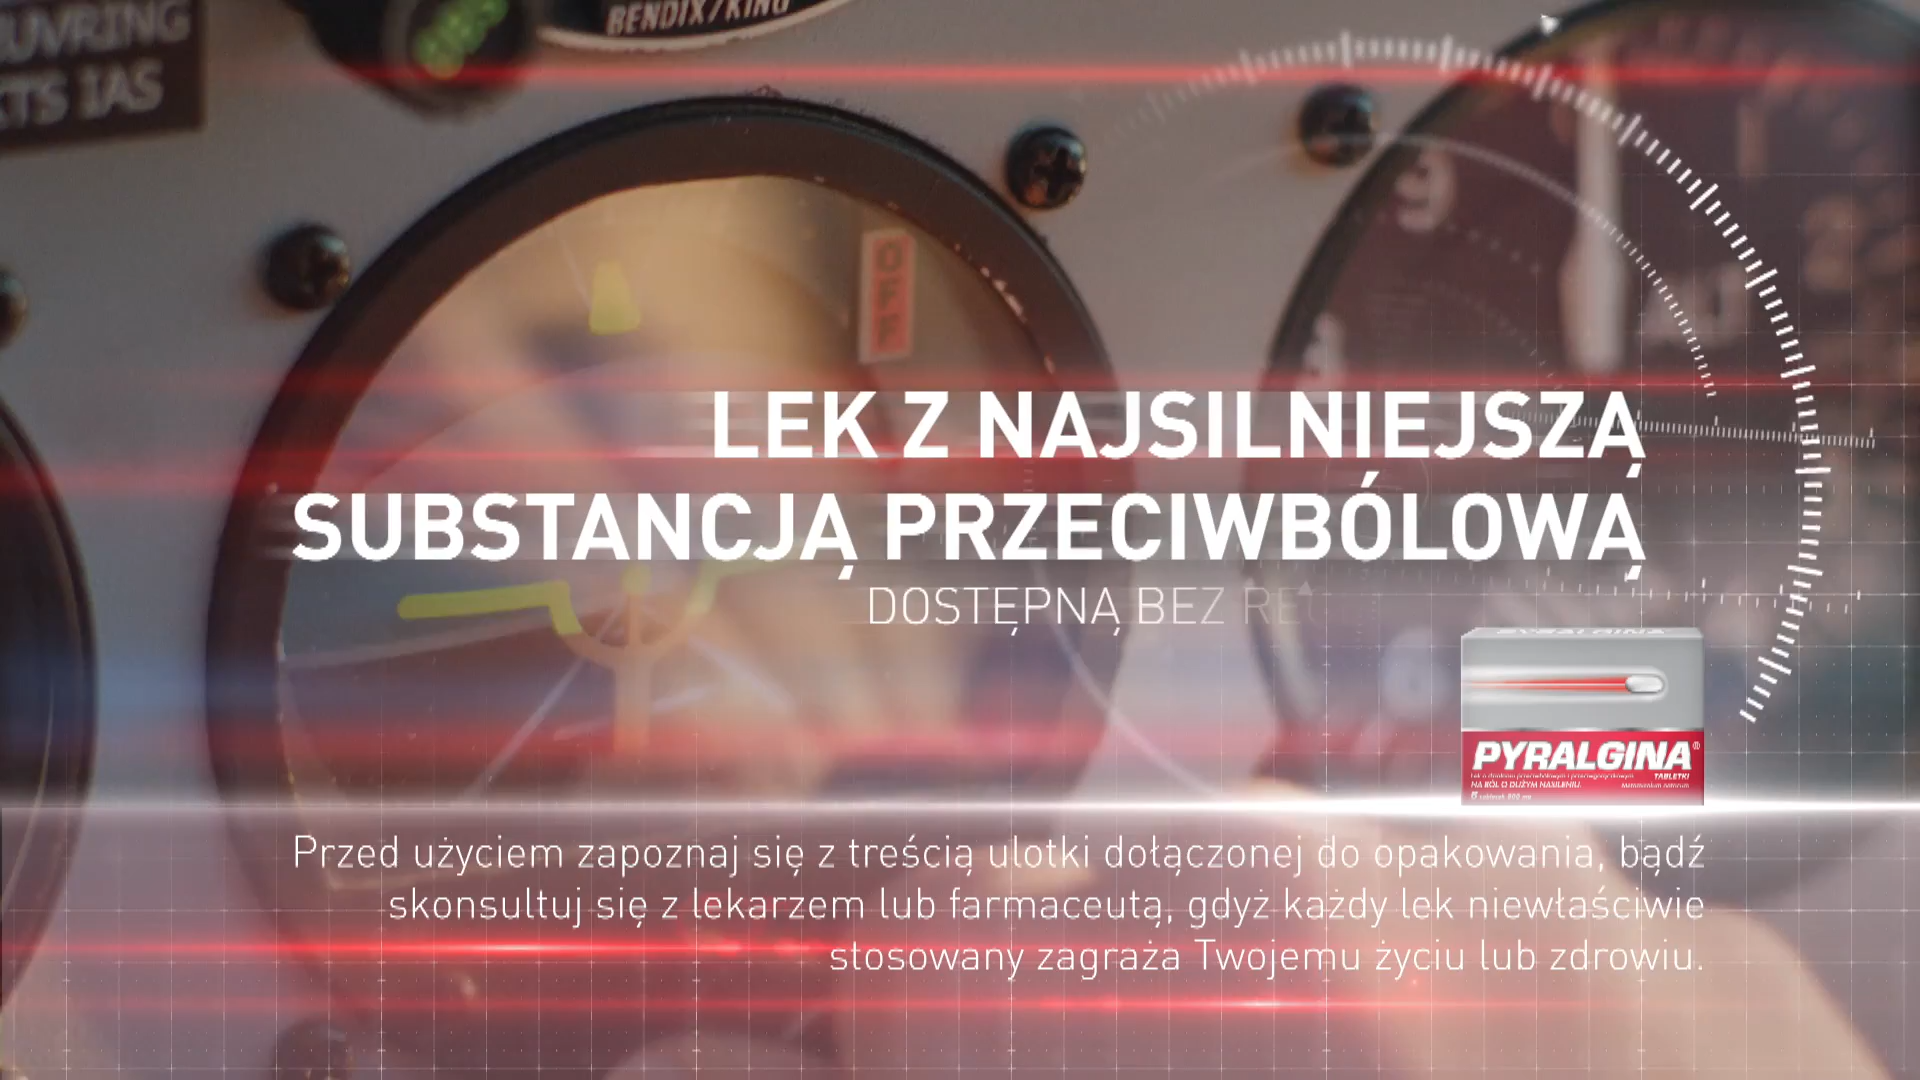 BENDIX/KING
KTS IAS
OFF
9
LEK Z NAJSILNIEJSZĄ
SUBSTANCJĄ PRZECIWBÓLOWĄ
DOSTĘPNĄ BEZ
PYRALGINA®
TABLETKI
NA BÓL O DUŻYM NASILENIU.
Przed użyciem zapoznaj się z treścią ulotki dołączonej do opakowania, bądź
skonsultuj się z lekarzem lub farmaceutą, gdyż każdy lek niewłaściwie
stosowany zagraża Twojemu życiu lub zdrowiu.